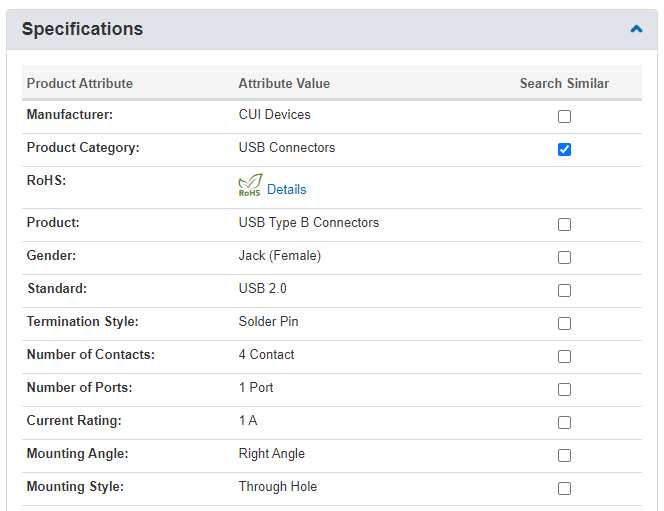 Specifications
Product Attribute Attribute Value Search Similar
Manufacturer: CUI Devices
Product Category: USB Connectors
RoHS: RoHS Details
Product: USB Type B Connectors
Gender: Jack (Female)
Standard: USB 2.0
Termination Style: Solder Pin
Number of Contacts: 4 Contact
Number of Ports: 1 Port
Current Rating: 1 A
Mounting Angle: Right Angle
Mounting Style: Through Hole